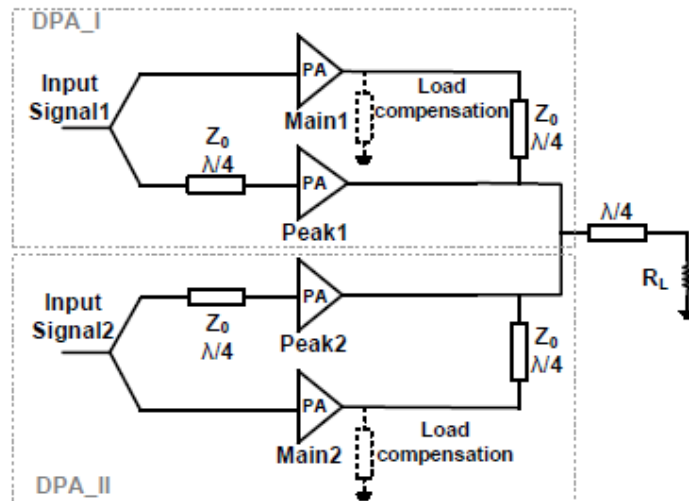 DPA_I
Input
Signal1
PA
Main1
Load
compensation
Z₀
λ/4
Z₀
λ/4
PA
Peak1
λ/4
R_L
Input
Signal2
Z₀
λ/4
PA
Peak2
Z₀
λ/4
PA
Main2
Load
compensation
DPA_II